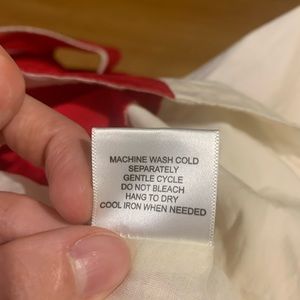 MACHINE WASH COLD
SEPARATELY
GENTLE CYCLE
DO NOT BLEACH
HANG TO DRY
COOL IRON WHEN NEEDED